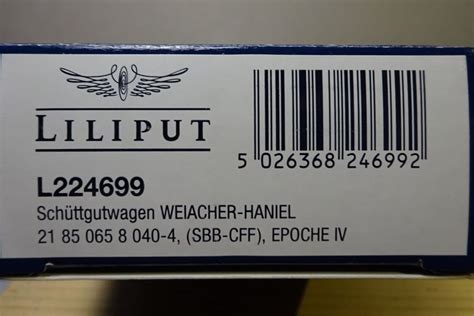 LILIPUT
5 026368 246992
L224699
Schüttgutwagen WEIACHER-HANIEL
21 85 065 8 040-4, (SBB-CFF), EPOCHE IV